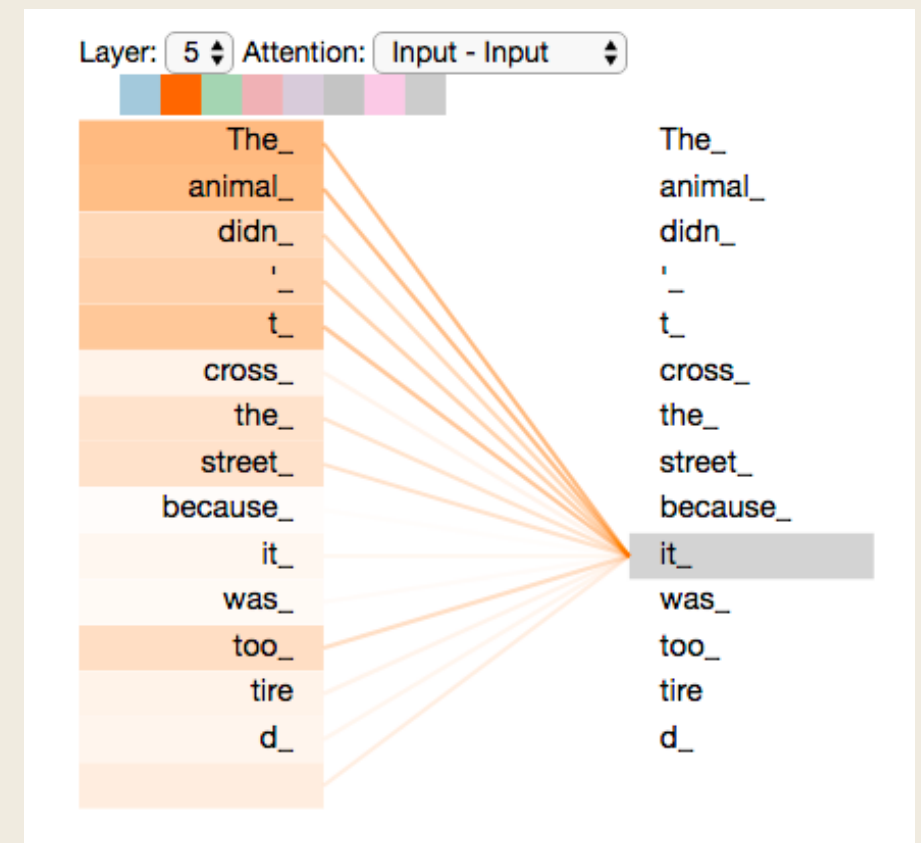 Layer: 5 Attention: Input - Input
The_ The_
animal_ animal_
didn_ didn_
'_ '_
t_ t_
cross_ cross_
the_ the_
street_ street_
because_ because_
it_ it_
was_ was_
too_ too_
tire tire
d_ d_